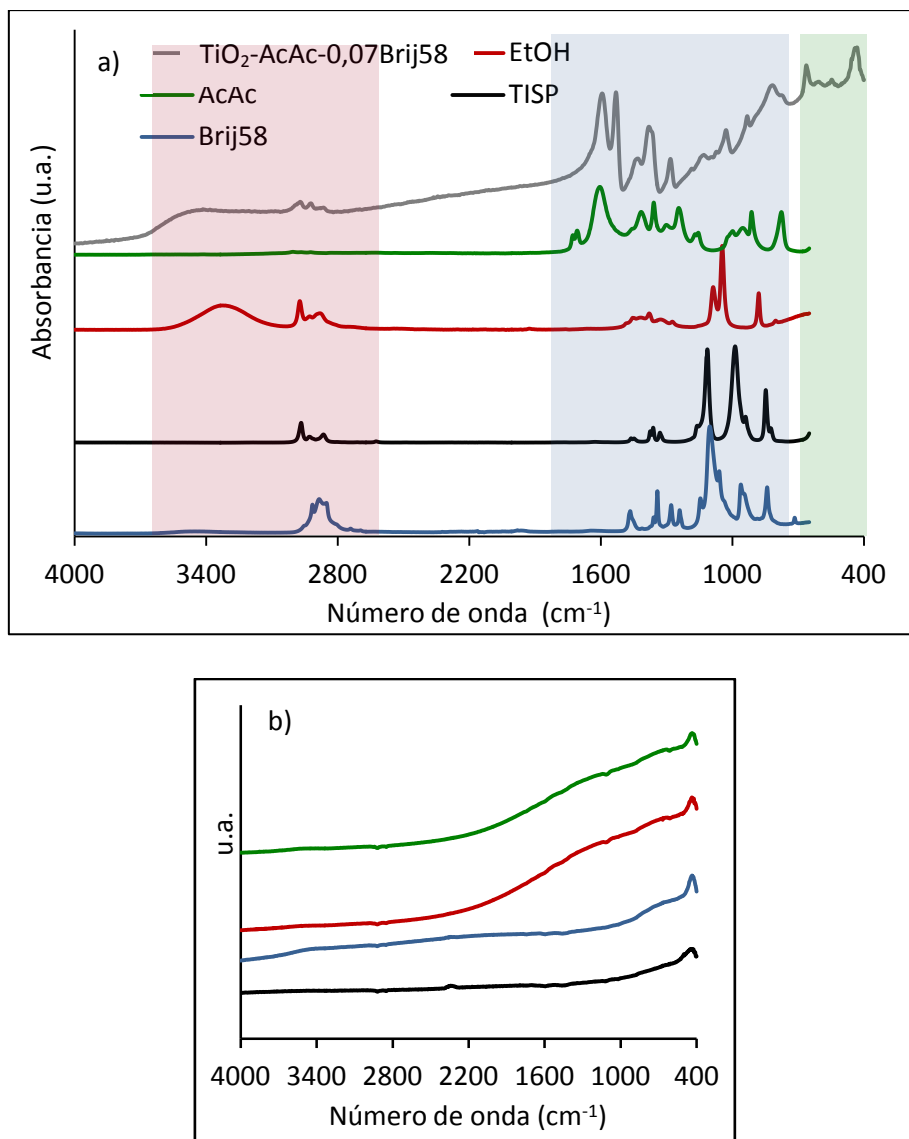 a)
TiO₂-AcAc-0,07Brij58
EtOH
AcAc
TISP
Brij58
Absorbancia (u.a.)
4000 3400 2800 2200 1600 1000 400
Número de onda (cm⁻¹)
b)
u.a.
4000 3400 2800 2200 1600 1000 400
Número de onda (cm⁻¹)